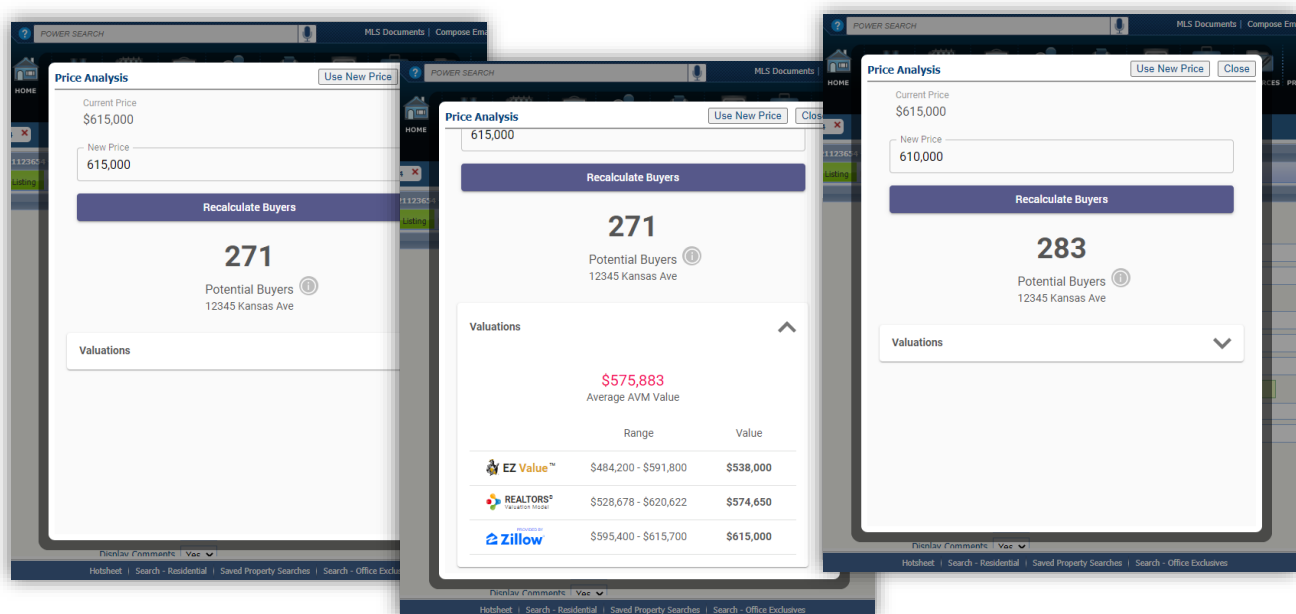 POWER SEARCH
MLS Documents | Compose Ema
HOME
Price Analysis
Use New Price
Current Price
$615,000
New Price
615,000
Recalculate Buyers
271
Potential Buyers
12345 Kansas Ave
Valuations
Listing
Display Comments Yes
Hotsheet | Search - Residential | Saved Property Searches | Search - Office Exclus
POWER SEARCH
MLS Documents |
HOME
Price Analysis
Use New Price
Clos
615,000
Recalculate Buyers
271
Potential Buyers
12345 Kansas Ave
Valuations
$575,883
Average AVM Value
Range Value
EZ Value™ $484,200 - $591,800 $538,000
REALTORS® Valuation Model $528,678 - $620,622 $574,650
Zillow $595,400 - $615,700 $615,000
Listing
Display Comments Yes
Hotsheet | Search - Residential | Saved Property Searches | Search - Office Exclusives
POWER SEARCH
MLS Documents | Compose Em
HOME
Price Analysis
Use New Price
Close
Current Price
$615,000
New Price
610,000
Recalculate Buyers
283
Potential Buyers
12345 Kansas Ave
Valuations
Listing
Display Comments Yes
Hotsheet | Search - Residential | Saved Property Searches | Search - Office Exclusives